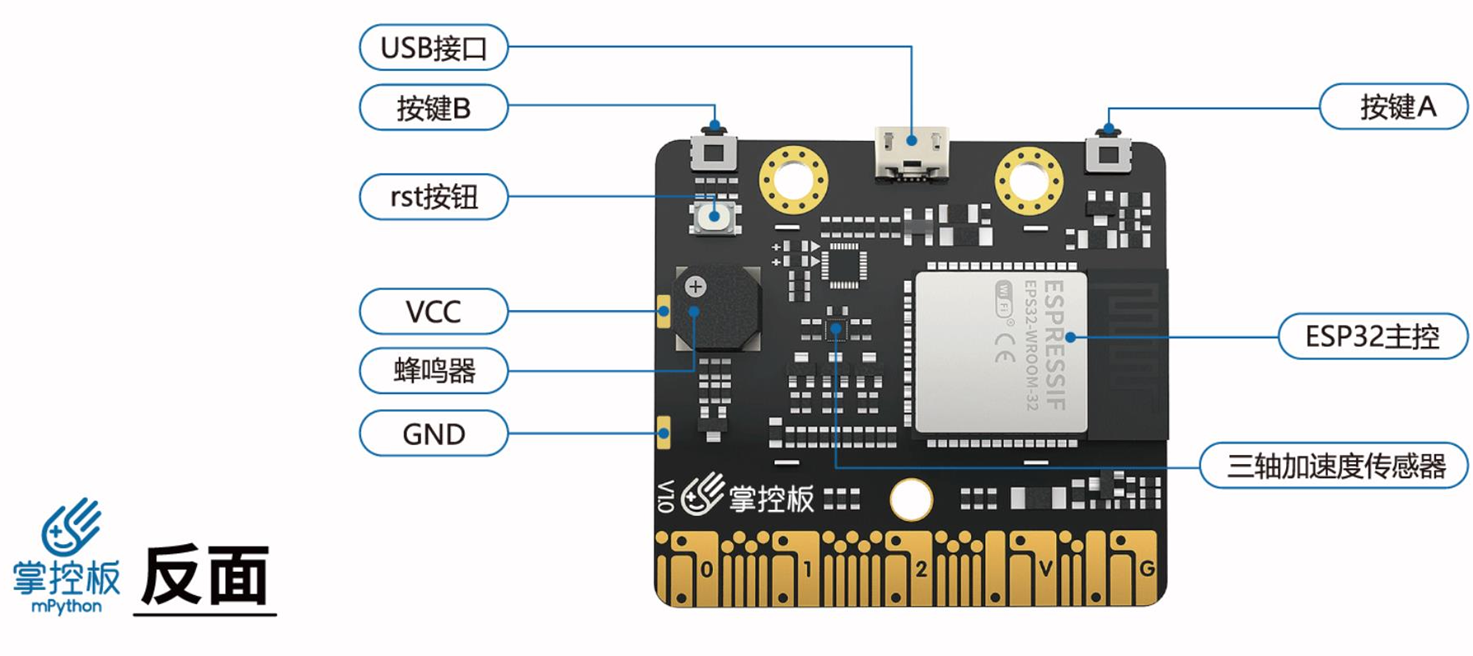 USB接口
按键B
按键A
rst按钮
VCC
ESPRESSIF
EPS32-WROOM-32
WiFi
®
CE
ESP32主控
蜂鸣器
GND
三轴加速度传感器
V1.0
掌控板
掌控板
mPython
反面
0
1
2
V
G